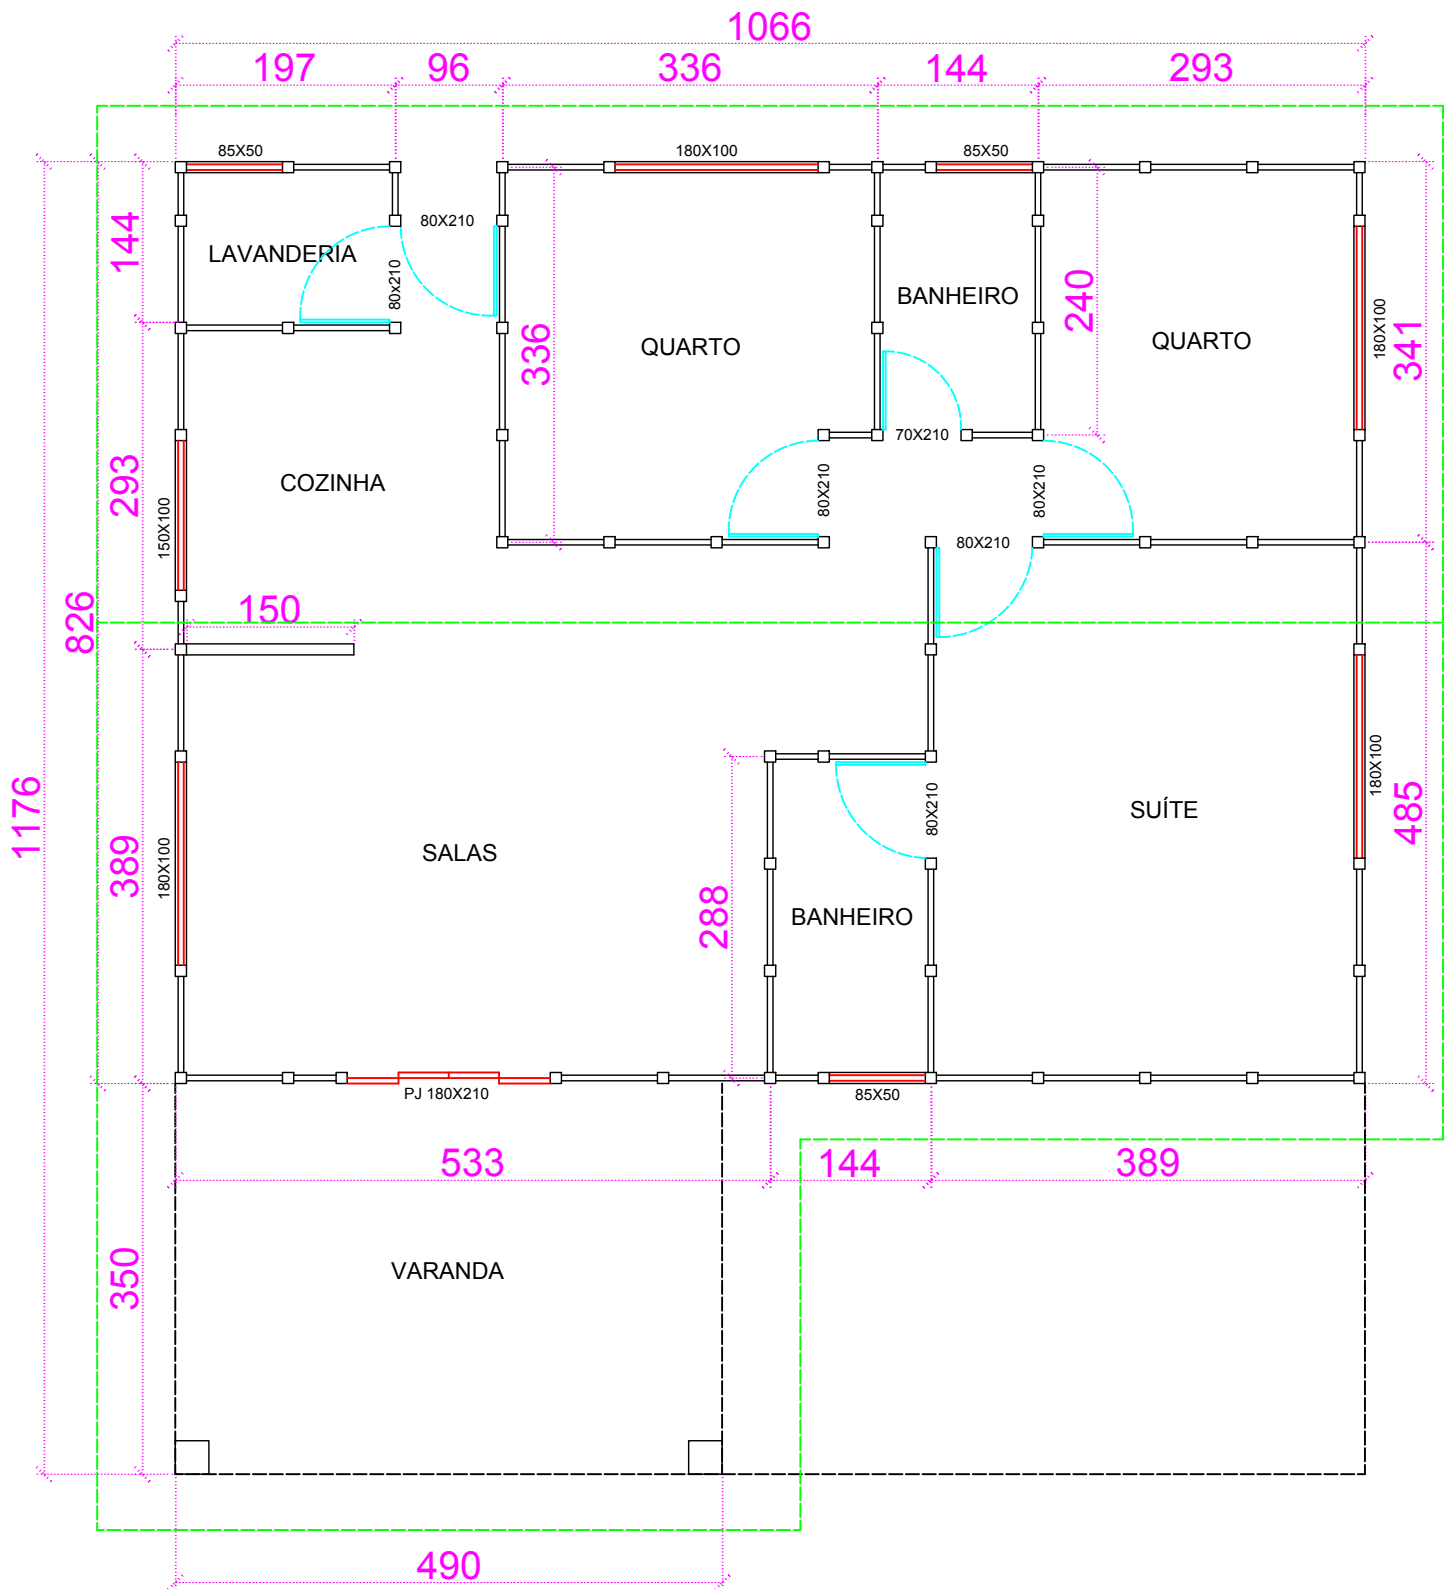 1066
197
96
336
144
293
85X50
180X100
85X50
80X210
144
LAVANDERIA
80x210
BANHEIRO
240
QUARTO
QUARTO
180X100
341
336
70X210
293
COZINHA
80X210
80X210
150X100
80X210
150
826
1176
180X100
485
SUÍTE
80X210
SALAS
389
180X100
288
BANHEIRO
PJ 180X210
85X50
533
144
389
350
VARANDA
490